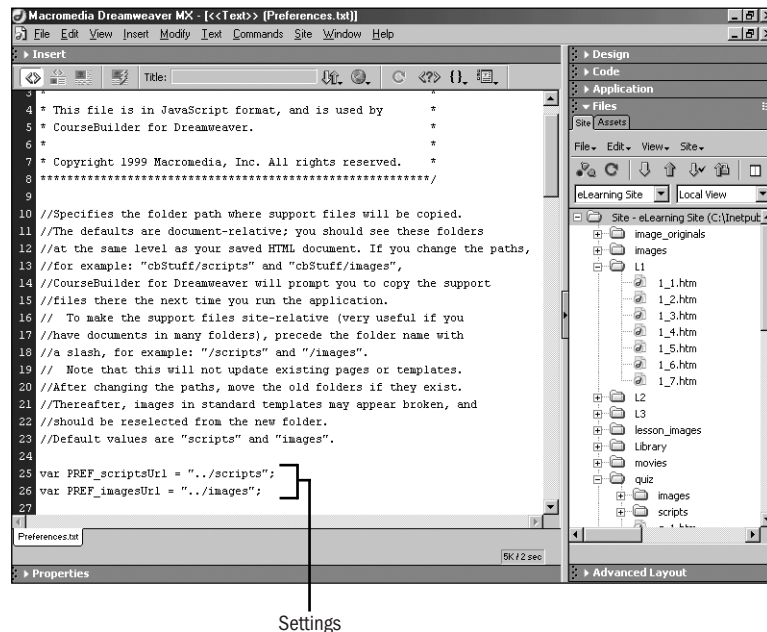 Macromedia Dreamweaver MX - [<<Text>> (Preferences.txt)]
File Edit View Insert Modify Text Commands Site Window Help
Insert
Title:
3 *
4 * This file is in JavaScript format, and is used by *
5 * CourseBuilder for Dreamweaver. *
6 * *
7 * Copyright 1999 Macromedia, Inc. All rights reserved. *
8 **********************************************************/
9
10 //Specifies the folder path where support files will be copied.
11 //The defaults are document-relative; you should see these folders
12 //at the same level as your saved HTML document. If you change the paths,
13 //for example: "cbStuff/scripts" and "cbStuff/images",
14 //CourseBuilder for Dreamweaver will prompt you to copy the support
15 //files there the next time you run the application.
16 //  To make the support files site-relative (very useful if you
17 //have documents in many folders), precede the folder name with
18 //a slash, for example: "/scripts" and "/images".
19 //  Note that this will not update existing pages or templates.
20 //After changing the paths, move the old folders if they exist.
21 //Thereafter, images in standard templates may appear broken, and
22 //should be reselected from the new folder.
23 //Default values are "scripts" and "images".
24
25 var PREF_scriptsUrl = "../scripts";
26 var PREF_imagesUrl = "../images";
27
Preferences.txt
5K / 2 sec
Properties
Design
Code
Application
Files
Site Assets
File Edit View Site
eLearning Site Local View
Site - eLearning Site (C:\Inetpub
image_originals
images
L1
1_1.htm
1_2.htm
1_3.htm
1_4.htm
1_5.htm
1_6.htm
1_7.htm
L2
L3
lesson_images
Library
movies
quiz
images
scripts
Advanced Layout
Settings